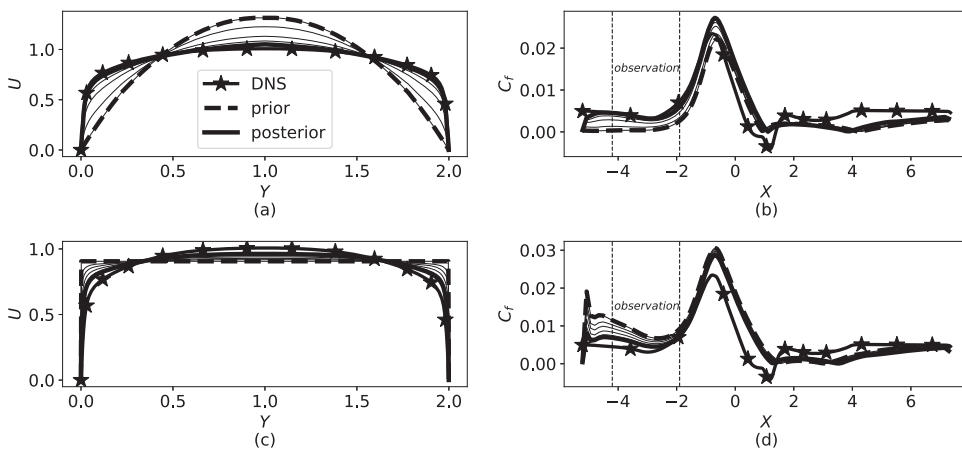 1.0
0.5
0.0
U
0.0 0.5 1.0 1.5 2.0
Y
(a)
DNS
prior
posterior
0.02
0.01
0.00
C_f
observation
−4 −2 0 2 4 6
X
(b)
1.0
0.5
0.0
U
0.0 0.5 1.0 1.5 2.0
Y
(c)
0.03
0.02
0.01
0.00
C_f
observation
−4 −2 0 2 4 6
X
(d)